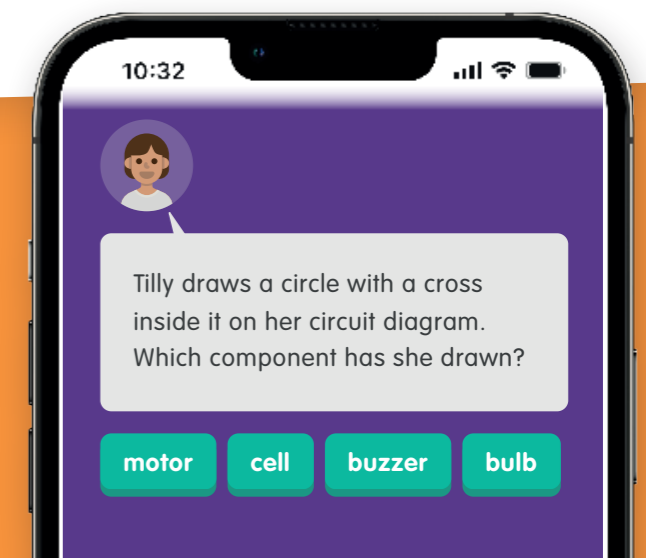 10:32
Tilly draws a circle with a cross
inside it on her circuit diagram.
Which component has she drawn?
motor cell buzzer bulb